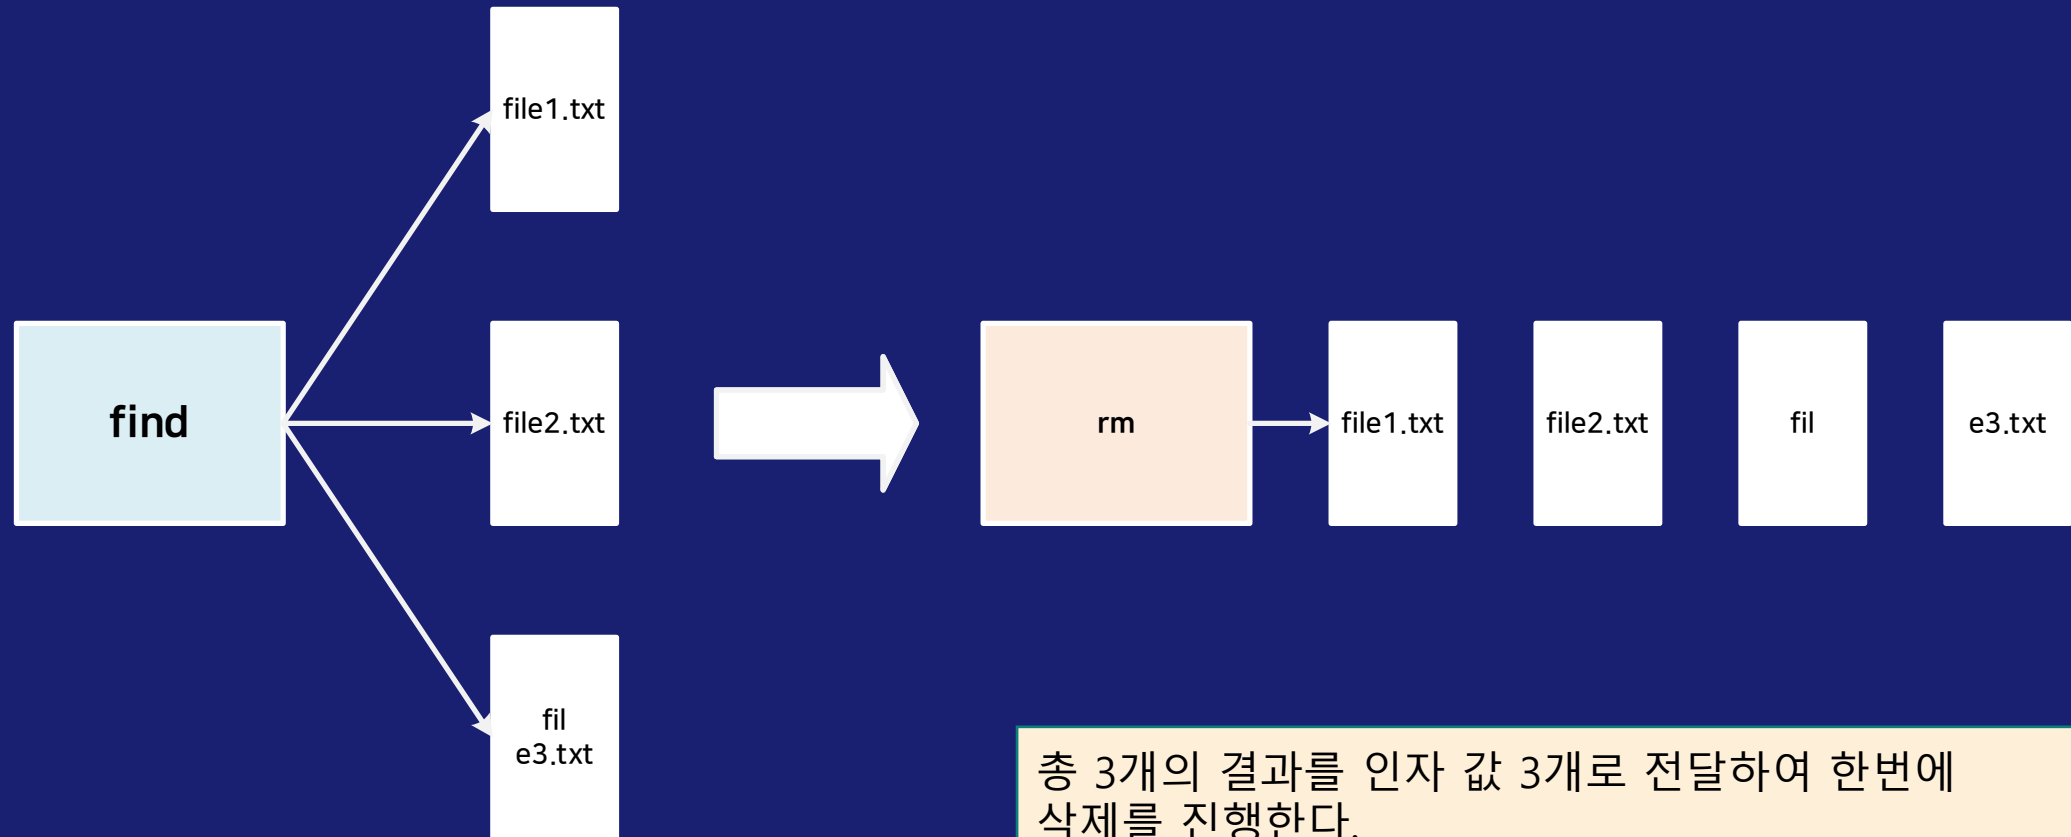 file1.txt
find
file2.txt
rm
file1.txt
file2.txt
fil
e3.txt
fil
e3.txt
총 3개의 결과를 인자 값 3개로 전달하여 한번에
삭제를 진행한다.